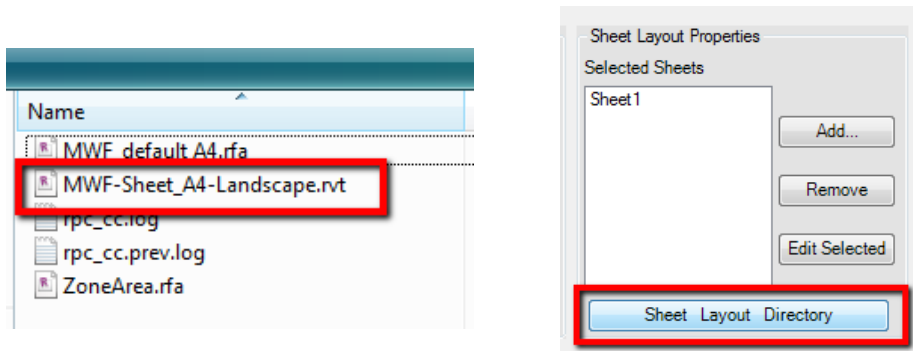 Name
MWF_default A4.rfa
MWF-Sheet_A4-Landscape.rvt
rpc_cc.log
rpc_cc.prev.log
ZoneArea.rfa
Sheet Layout Properties
Selected Sheets
Sheet1
Add...
Remove
Edit Selected
Sheet Layout Directory